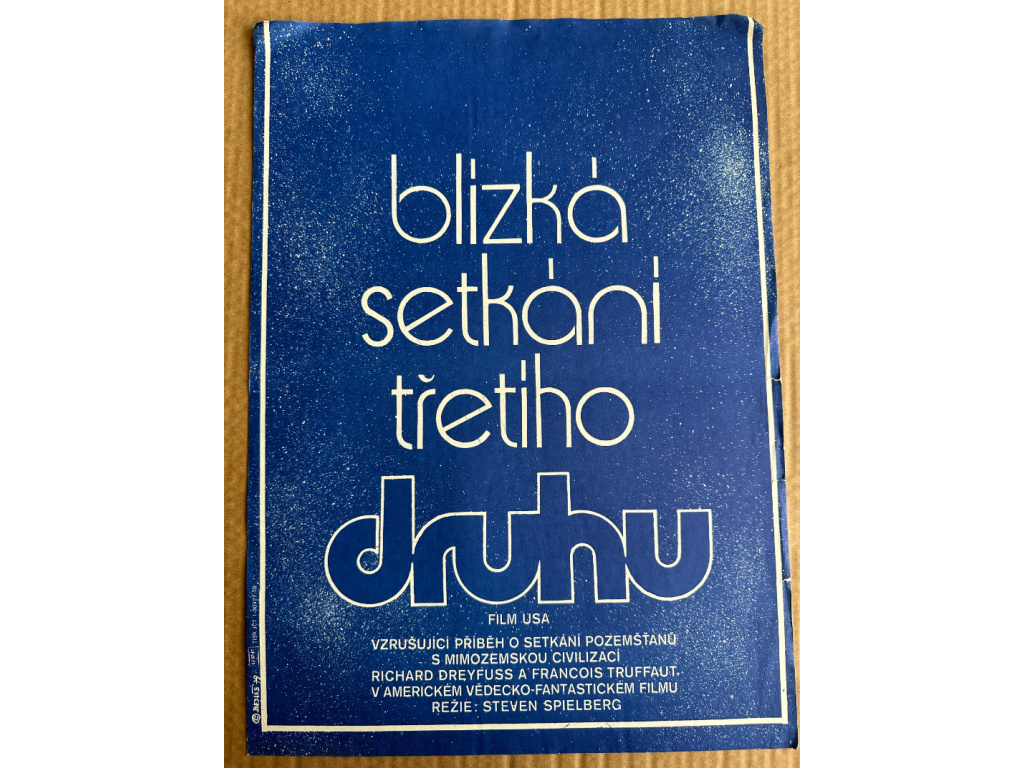 blízká
setkání
třetího
druhu
FILM USA
VZRUŠUJÍCÍ PŘÍBĚH O SETKÁNÍ POZEMŠŤANŮ
S MIMOZEMSKOU CIVILIZACÍ
RICHARD DREYFUSS A FRANCOIS TRUFFAUT
V AMERICKÉM VĚDECKO-FANTASTICKÉM FILMU
REŽIE: STEVEN SPIELBERG